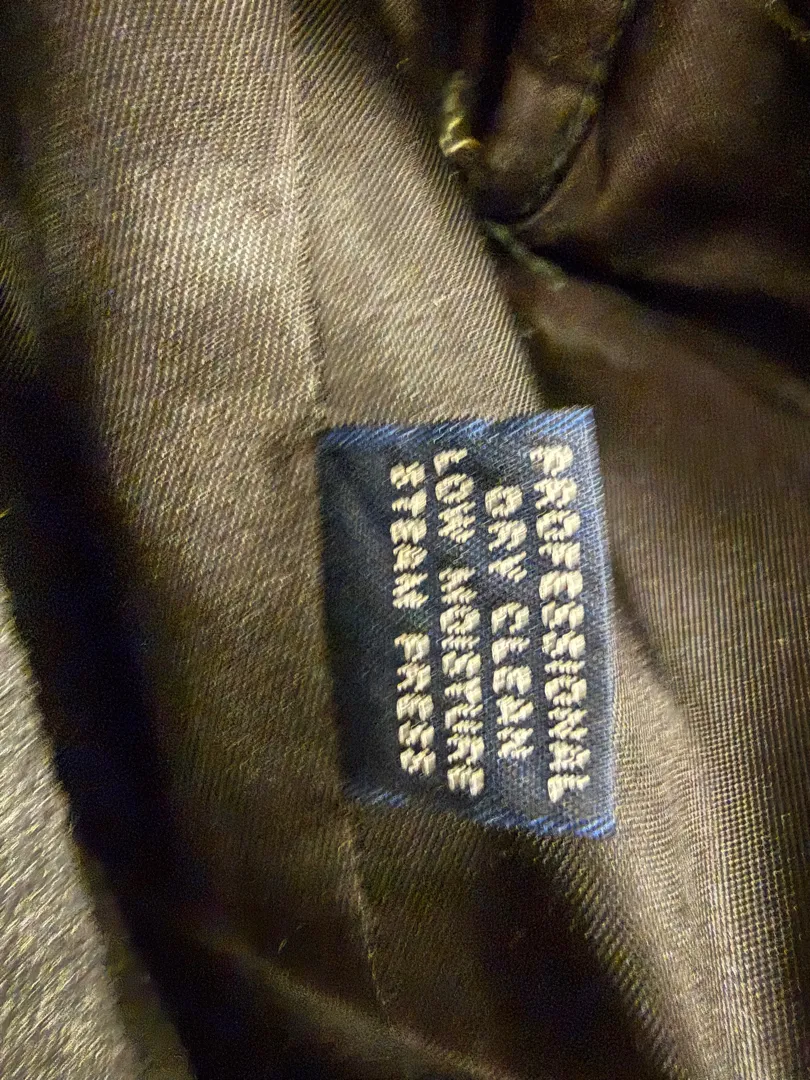 PROFESSIONAL
DRY CLEAN
LOW MOISTURE
STEAM PRESS